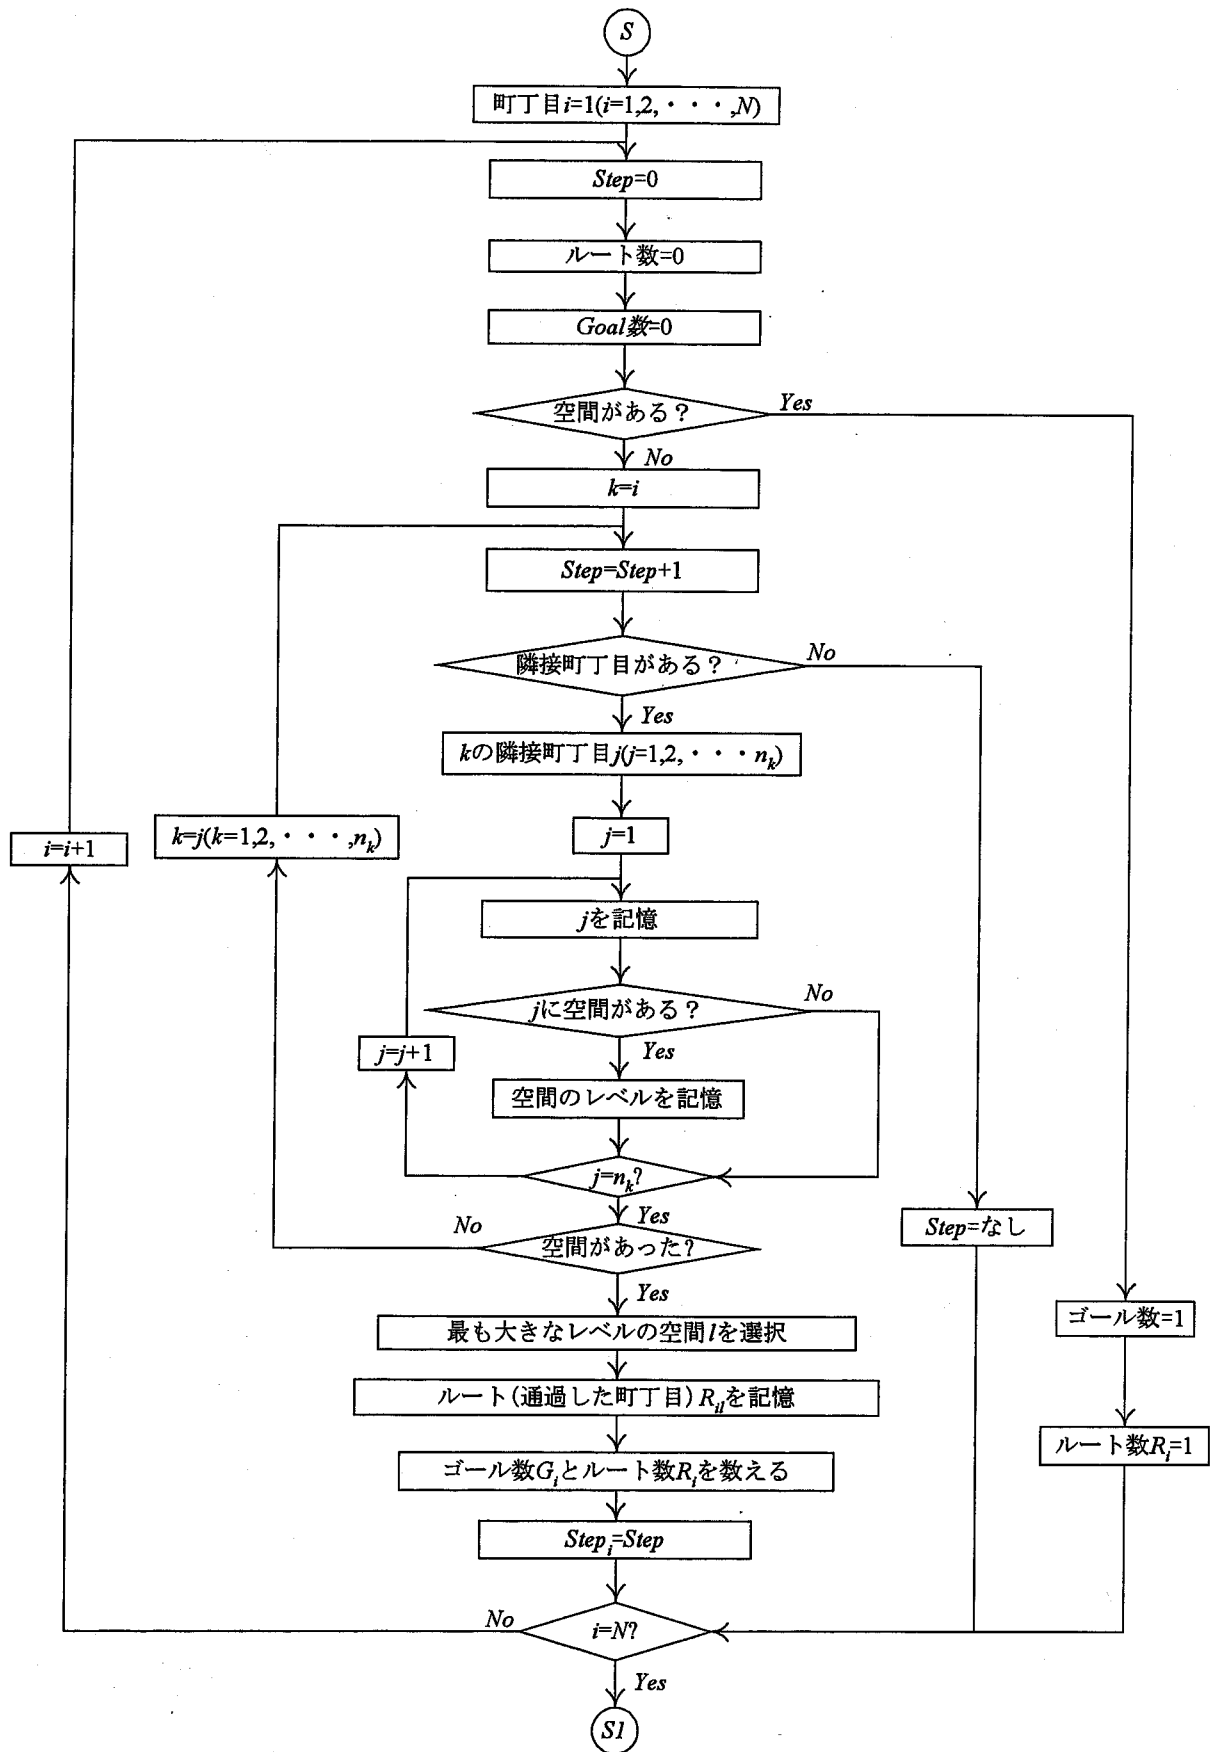 S
町丁目i=1(i=1,2,・・・,N)
Step=0
ルート数=0
Goal数=0
空間がある？
Yes
No
k=i
Step=Step+1
隣接町丁目がある？
No
Yes
kの隣接町丁目j(j=1,2,・・・n_k)
j=1
k=j(k=1,2,・・・,n_k)
i=i+1
jを記憶
jに空間がある？
No
Yes
j=j+1
空間のレベルを記憶
j=n_k?
Yes
No
空間があった?
Yes
Step=なし
ゴール数=1
最も大きなレベルの空間lを選択
ルート(通過した町丁目)R_ilを記憶
ルート数R_i=1
ゴール数G_iとルート数R_iを数える
Step_i=Step
No
i=N?
Yes
S1